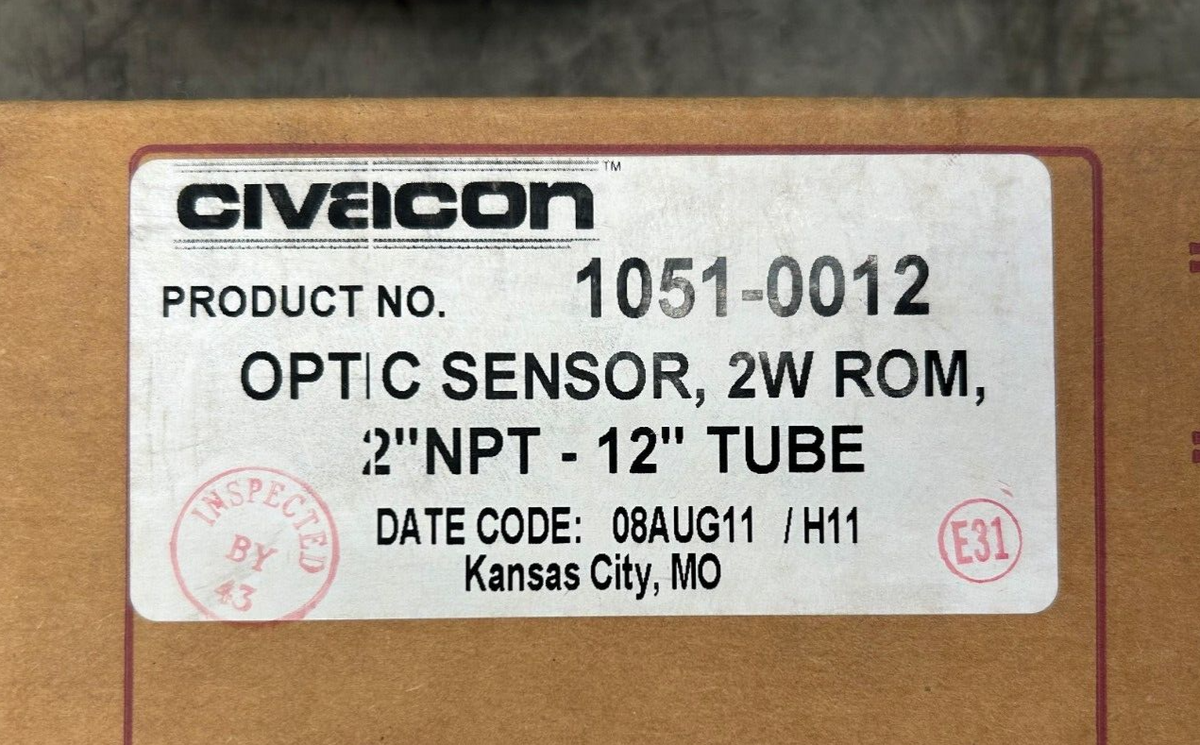 CIVACON™
PRODUCT NO. 1051-0012
OPTIC SENSOR, 2W ROM,
2"NPT - 12" TUBE
DATE CODE: 08AUG11 / H11
Kansas City, MO
INSPECTED
BY
43
E31